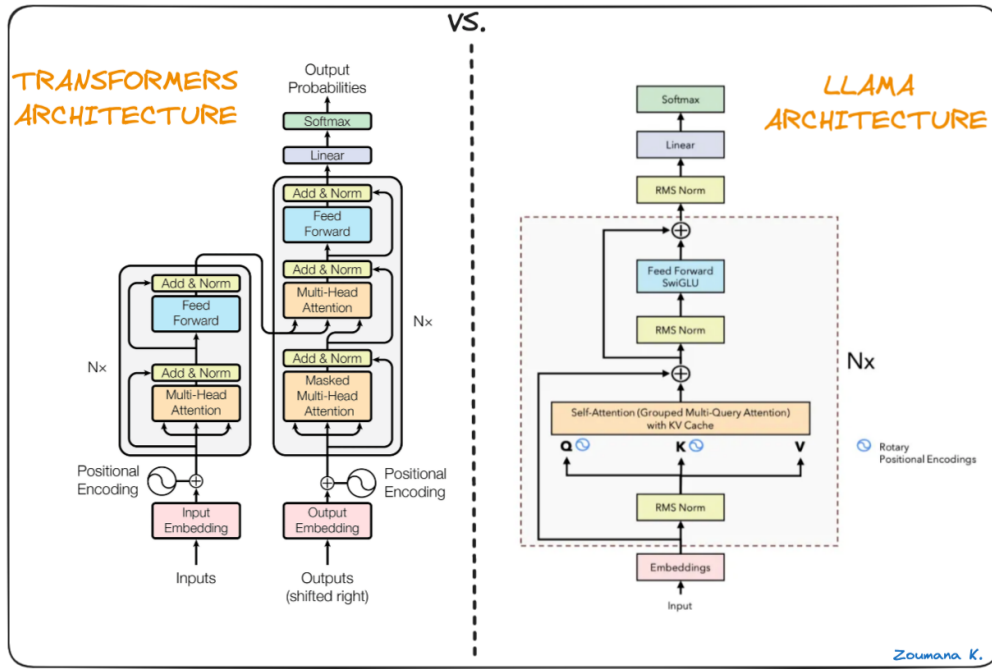 VS.
TRANSFORMERS
ARCHITECTURE
Output
Probabilities
Softmax
Linear
Add & Norm
Feed
Forward
Add & Norm
Multi-Head
Attention
Nx
Add & Norm
Masked
Multi-Head
Attention
Add & Norm
Feed
Forward
Nx
Add & Norm
Multi-Head
Attention
Positional
Encoding
Positional
Encoding
Input
Embedding
Output
Embedding
Inputs
Outputs
(shifted right)
LLAMA
ARCHITECTURE
Softmax
Linear
RMS Norm
Feed Forward
SwiGLU
RMS Norm
Nx
Self-Attention (Grouped Multi-Query Attention)
with KV Cache
Q
K
V
Rotary
Positional Encodings
RMS Norm
Embeddings
Input
Zoumana K.